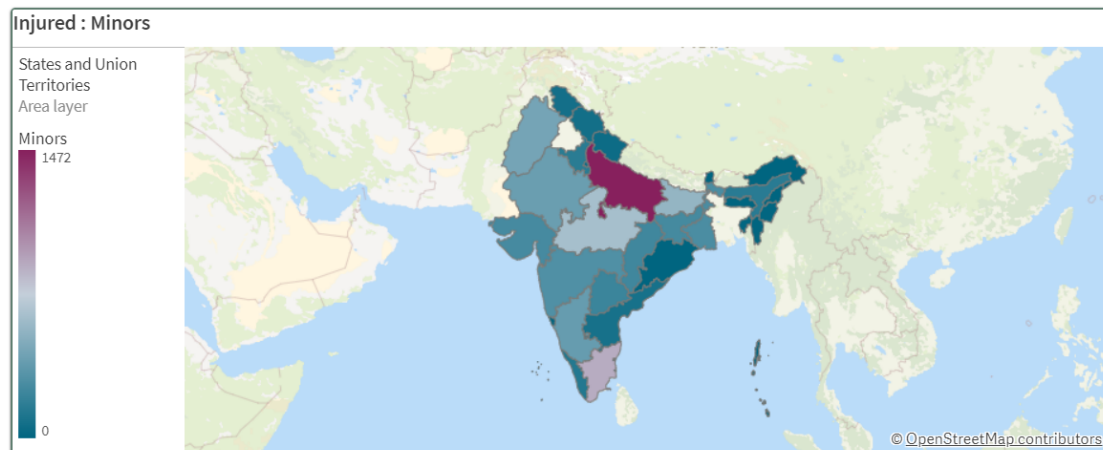 Injured : Minors
States and Union
Territories
Area layer
Minors
1472
0
© OpenStreetMap contributors